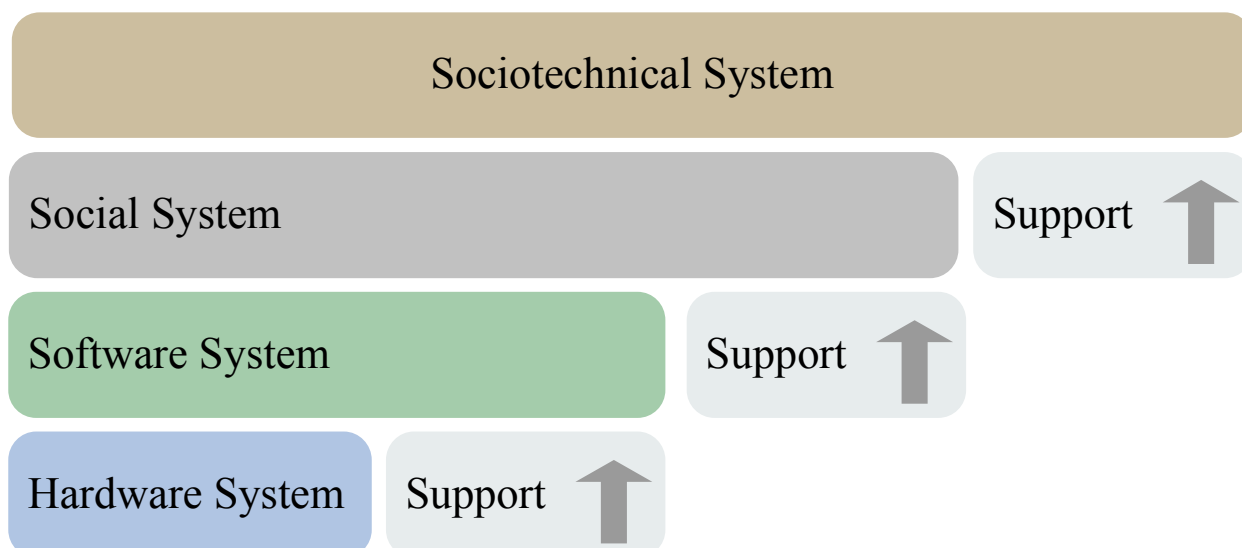 Sociotechnical System
Social System
Support
Software System
Support
Hardware System
Support